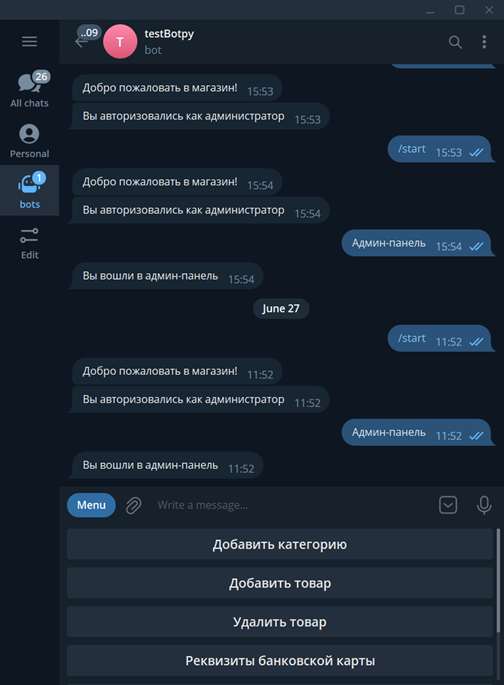 ..09
T
testBotpy
bot
26
All chats
Personal
1
bots
Edit
Добро пожаловать в магазин! 15:53
Вы авторизовались как администратор 15:53
/start 15:53
Добро пожаловать в магазин! 15:54
Вы авторизовались как администратор 15:54
Админ-панель 15:54
Вы вошли в админ-панель 15:54
June 27
/start 11:52
Добро пожаловать в магазин! 11:52
Вы авторизовались как администратор 11:52
Админ-панель 11:52
Вы вошли в админ-панель 11:52
Menu
Write a message...
Добавить категорию
Добавить товар
Удалить товар
Реквизиты банковской карты